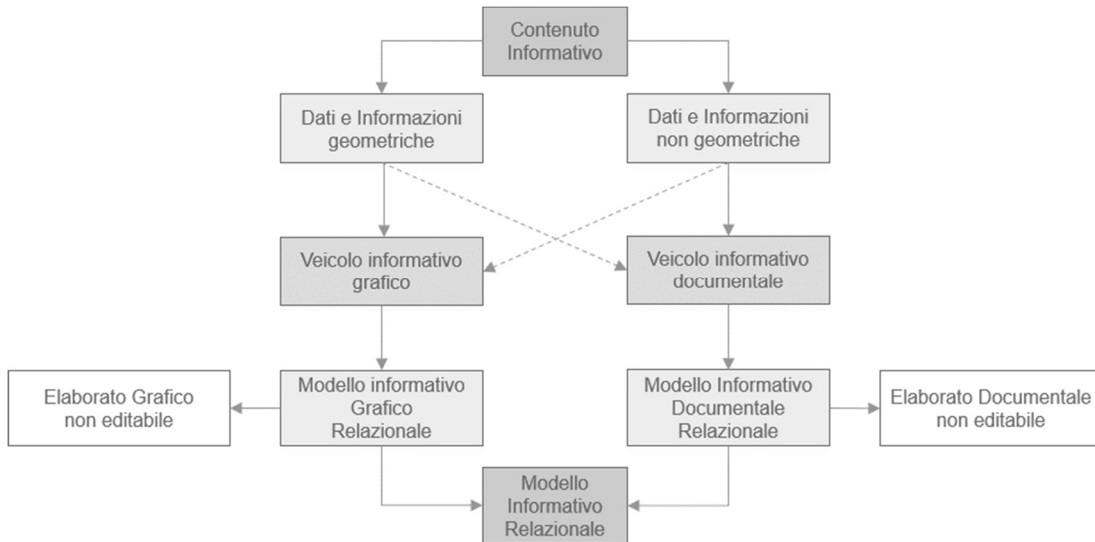 Contenuto
Informativo
Dati e Informazioni
geometriche
Dati e Informazioni
non geometriche
Veicolo informativo
grafico
Veicolo informativo
documentale
Elaborato Grafico
non editabile
Modello informativo
Grafico
Relazionale
Modello Informativo
Documentale
Relazionale
Elaborato Documentale
non editabile
Modello
Informativo
Relazionale